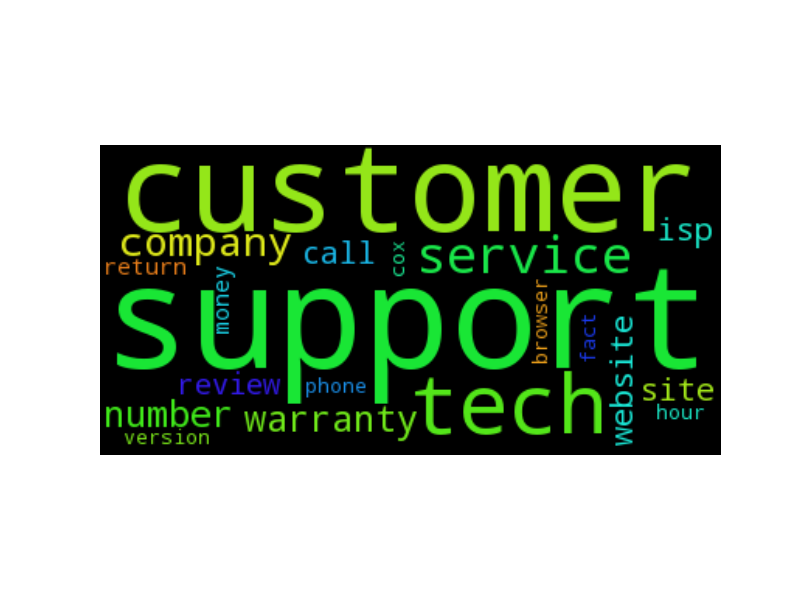 customer
company
call
cox
service
isp
return
money
support
browser
fact
website
review
phone
tech
site
number
warranty
hour
version